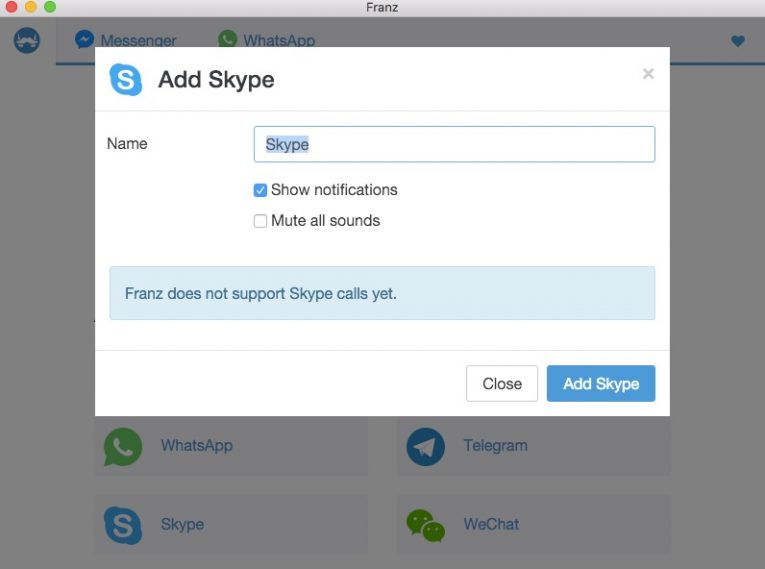 Franz
Messenger
WhatsApp
Add Skype
×
Name
Skype
Show notifications
Mute all sounds
Franz does not support Skype calls yet.
Close
Add Skype
WhatsApp
Telegram
Skype
WeChat